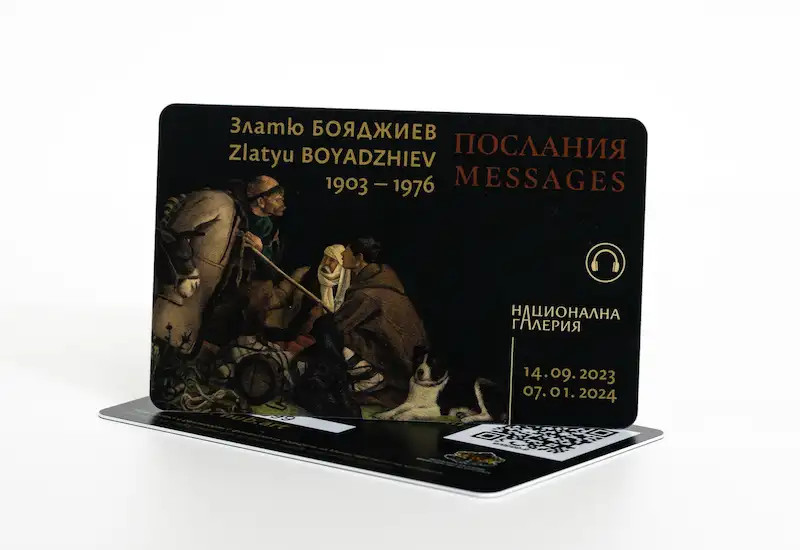 Златю БОЯДЖИЕВ
Zlatyu BOYADZHIEV
1903 – 1976
ПОСЛАНИЯ
MESSAGES
НАЦИОНАЛНА
ГАЛЕРИЯ
14.09.2023
07.01.2024